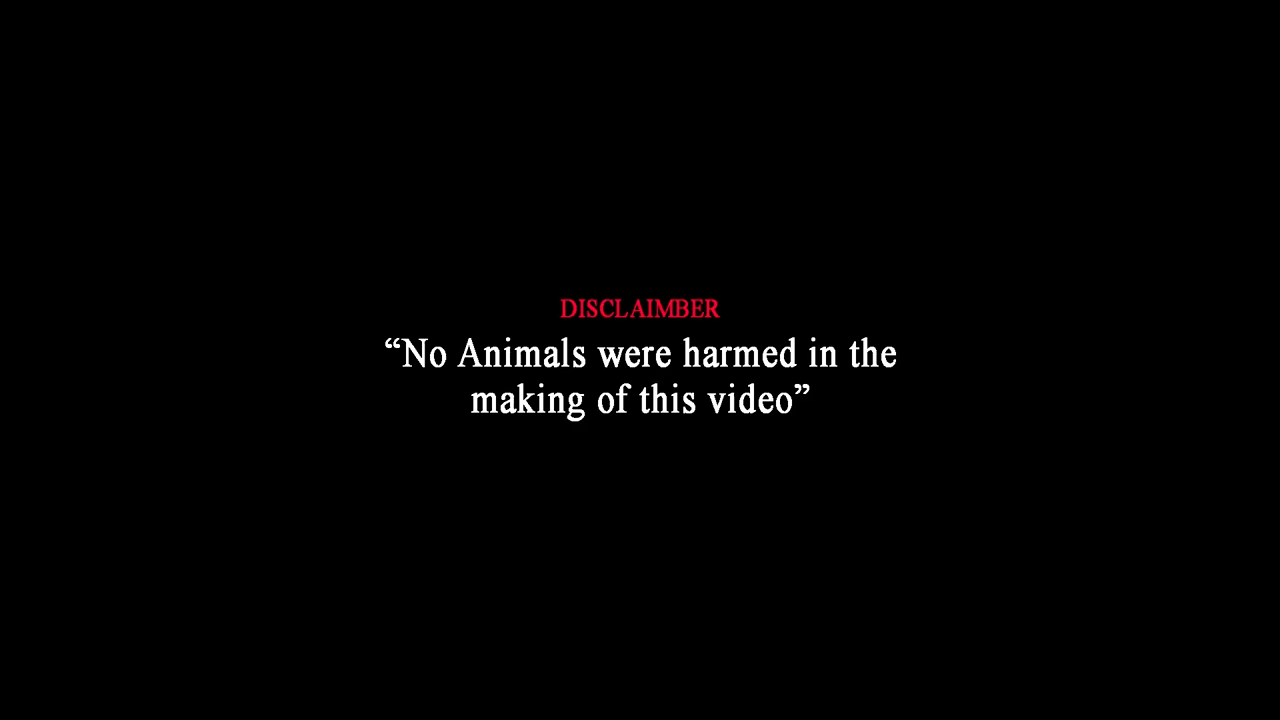 DISCLAIMBER
“No Animals were harmed in the
making of this video”